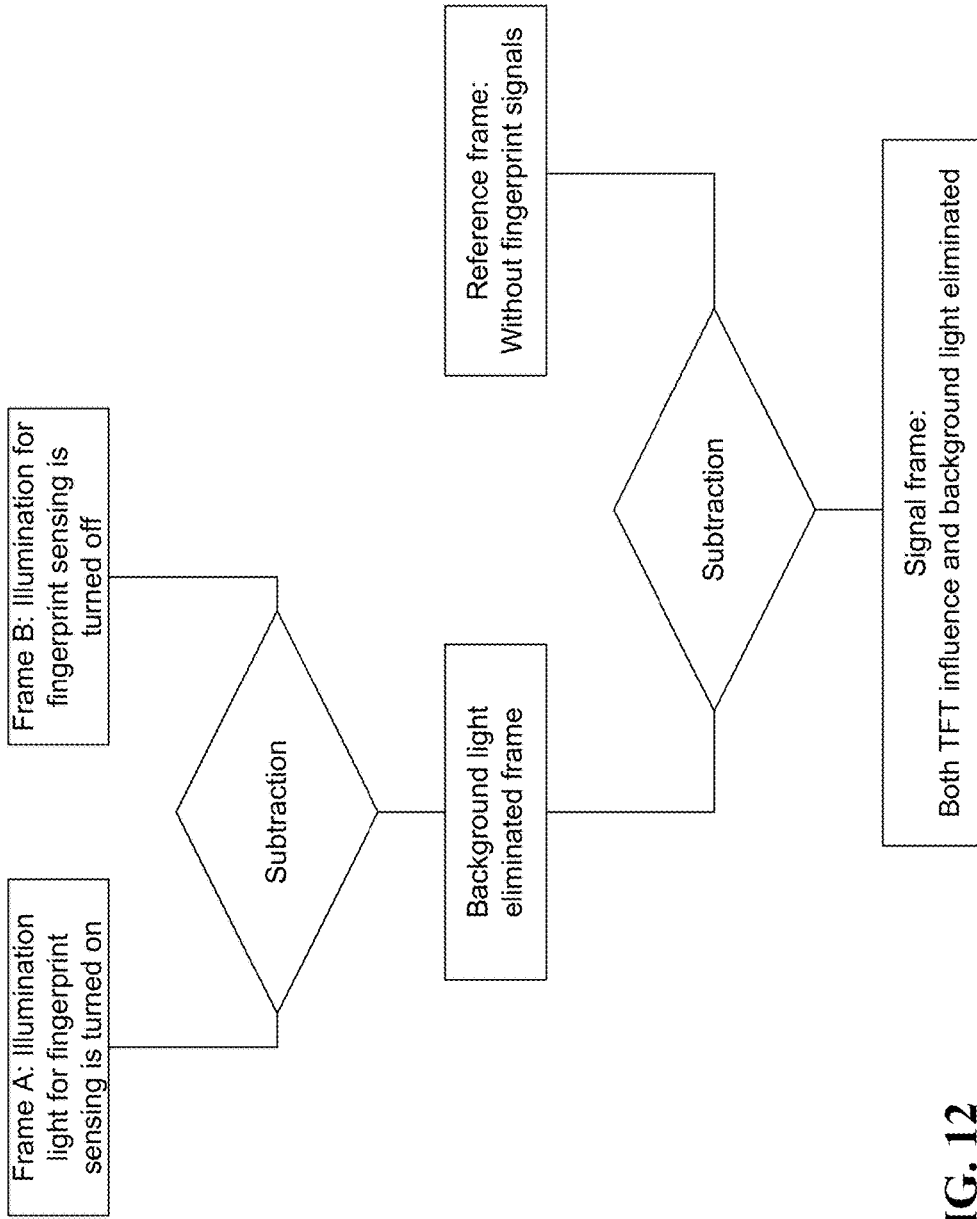 Frame A: Illumination
light for fingerprint
sensing is turned on
Frame B: Illumination for
fingerprint sensing is
turned off
Subtraction
Background light
eliminated frame
Reference frame:
Without fingerprint signals
Subtraction
Signal frame:
Both TFT influence and background light eliminated
IG. 12